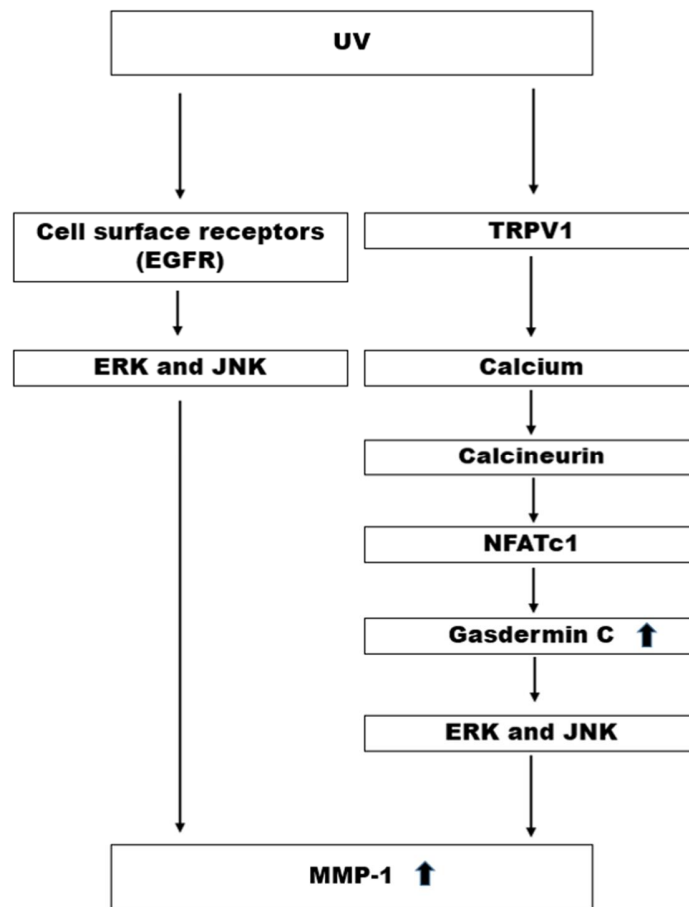 UV
Cell surface receptors
(EGFR)
TRPV1
ERK and JNK
Calcium
Calcineurin
NFATc1
Gasdermin C
ERK and JNK
MMP-1